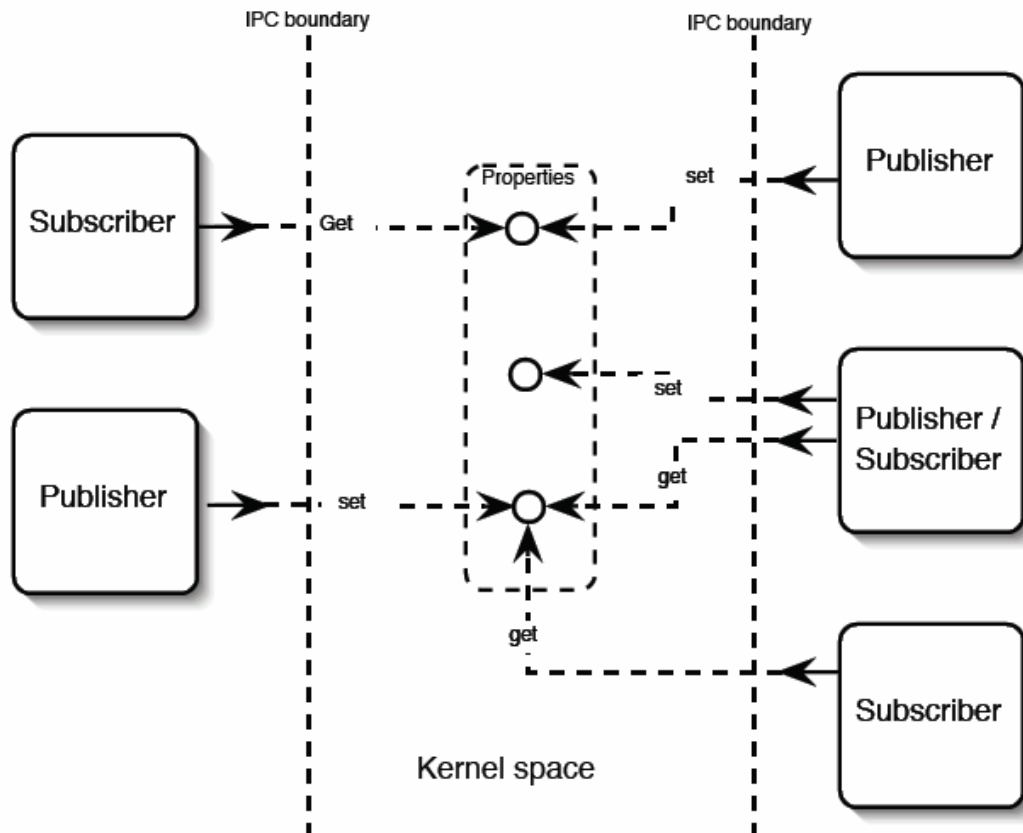 IPC boundary
IPC boundary
Subscriber
Get
Properties
set
Publisher
set
Publisher /
Subscriber
get
Publisher
set
get
Subscriber
Kernel space